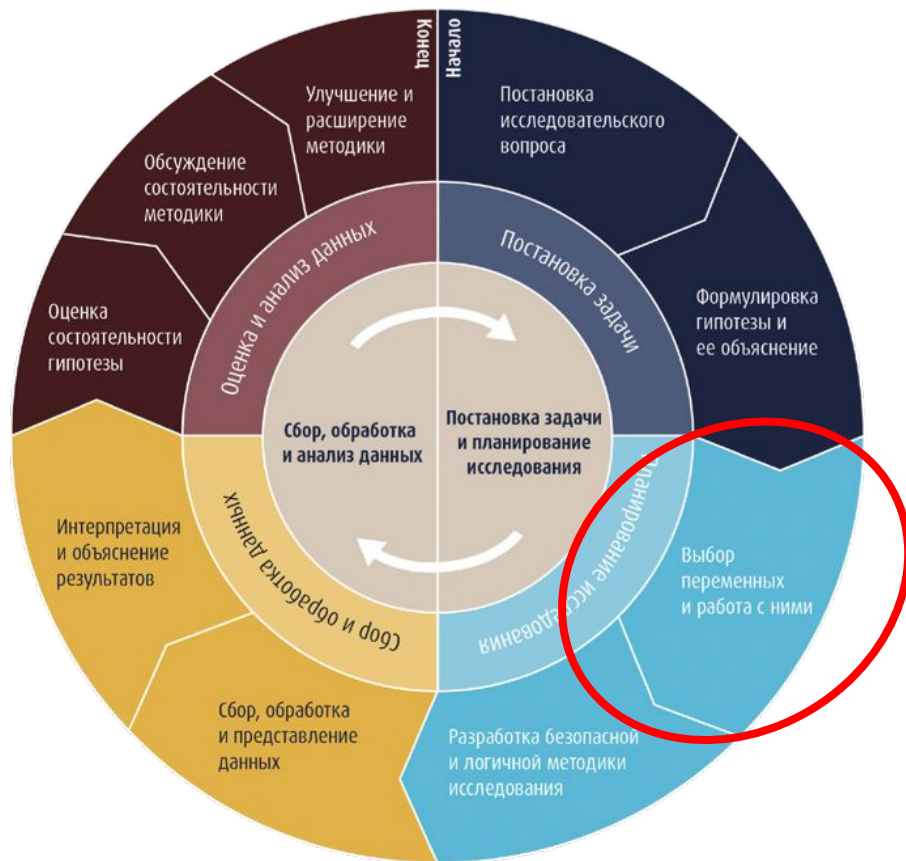 Начало
Постановка
исследовательского
вопроса
Формулировка
гипотезы и
ее объяснение
Постановка задачи
Выбор
переменных
и работа с ними
Разработка безопасной
и логичной методики
исследования
Планирование исследования
Сбор, обработка
и представление
данных
Интерпретация
и объяснение
результатов
Сбор и обработка данных
Оценка
состоятельности
гипотезы
Обсуждение
состоятельности
методики
Улучшение и
расширение
методики
Оценка и анализ данных
Конец
Постановка задачи
и планирование
исследования
Сбор, обработка
и анализ данных